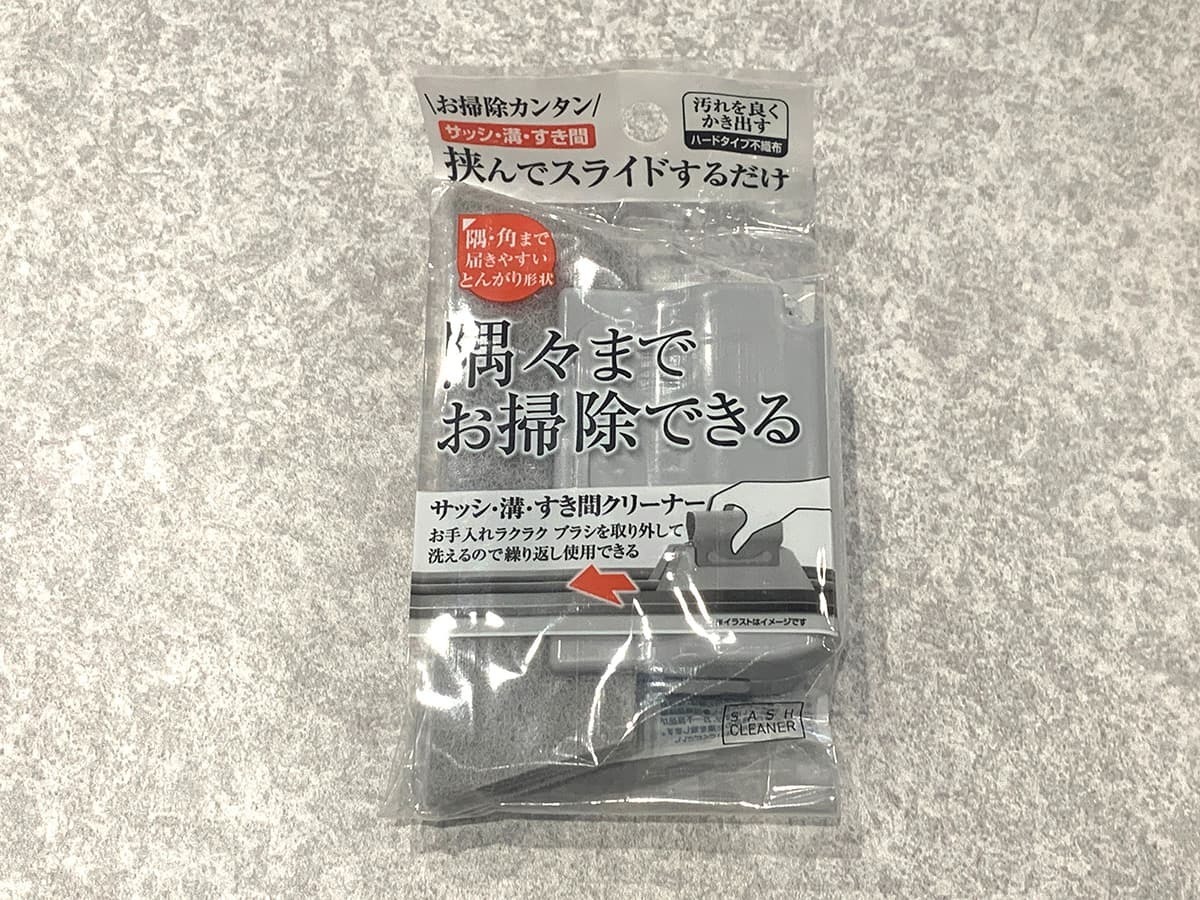 \お掃除カンタン/
サッシ・溝・すき間
挟んでスライドするだけ
汚れを良く
かき出す
ハードタイプ不織布
隅・角まで
届きやすい
とんがり形状
隅々まで
お掃除できる
サッシ・溝・すき間クリーナー
お手入れラクラク ブラシを取り外して
洗えるので繰り返し使用できる
※イラストはイメージです
SASH
CLEANER